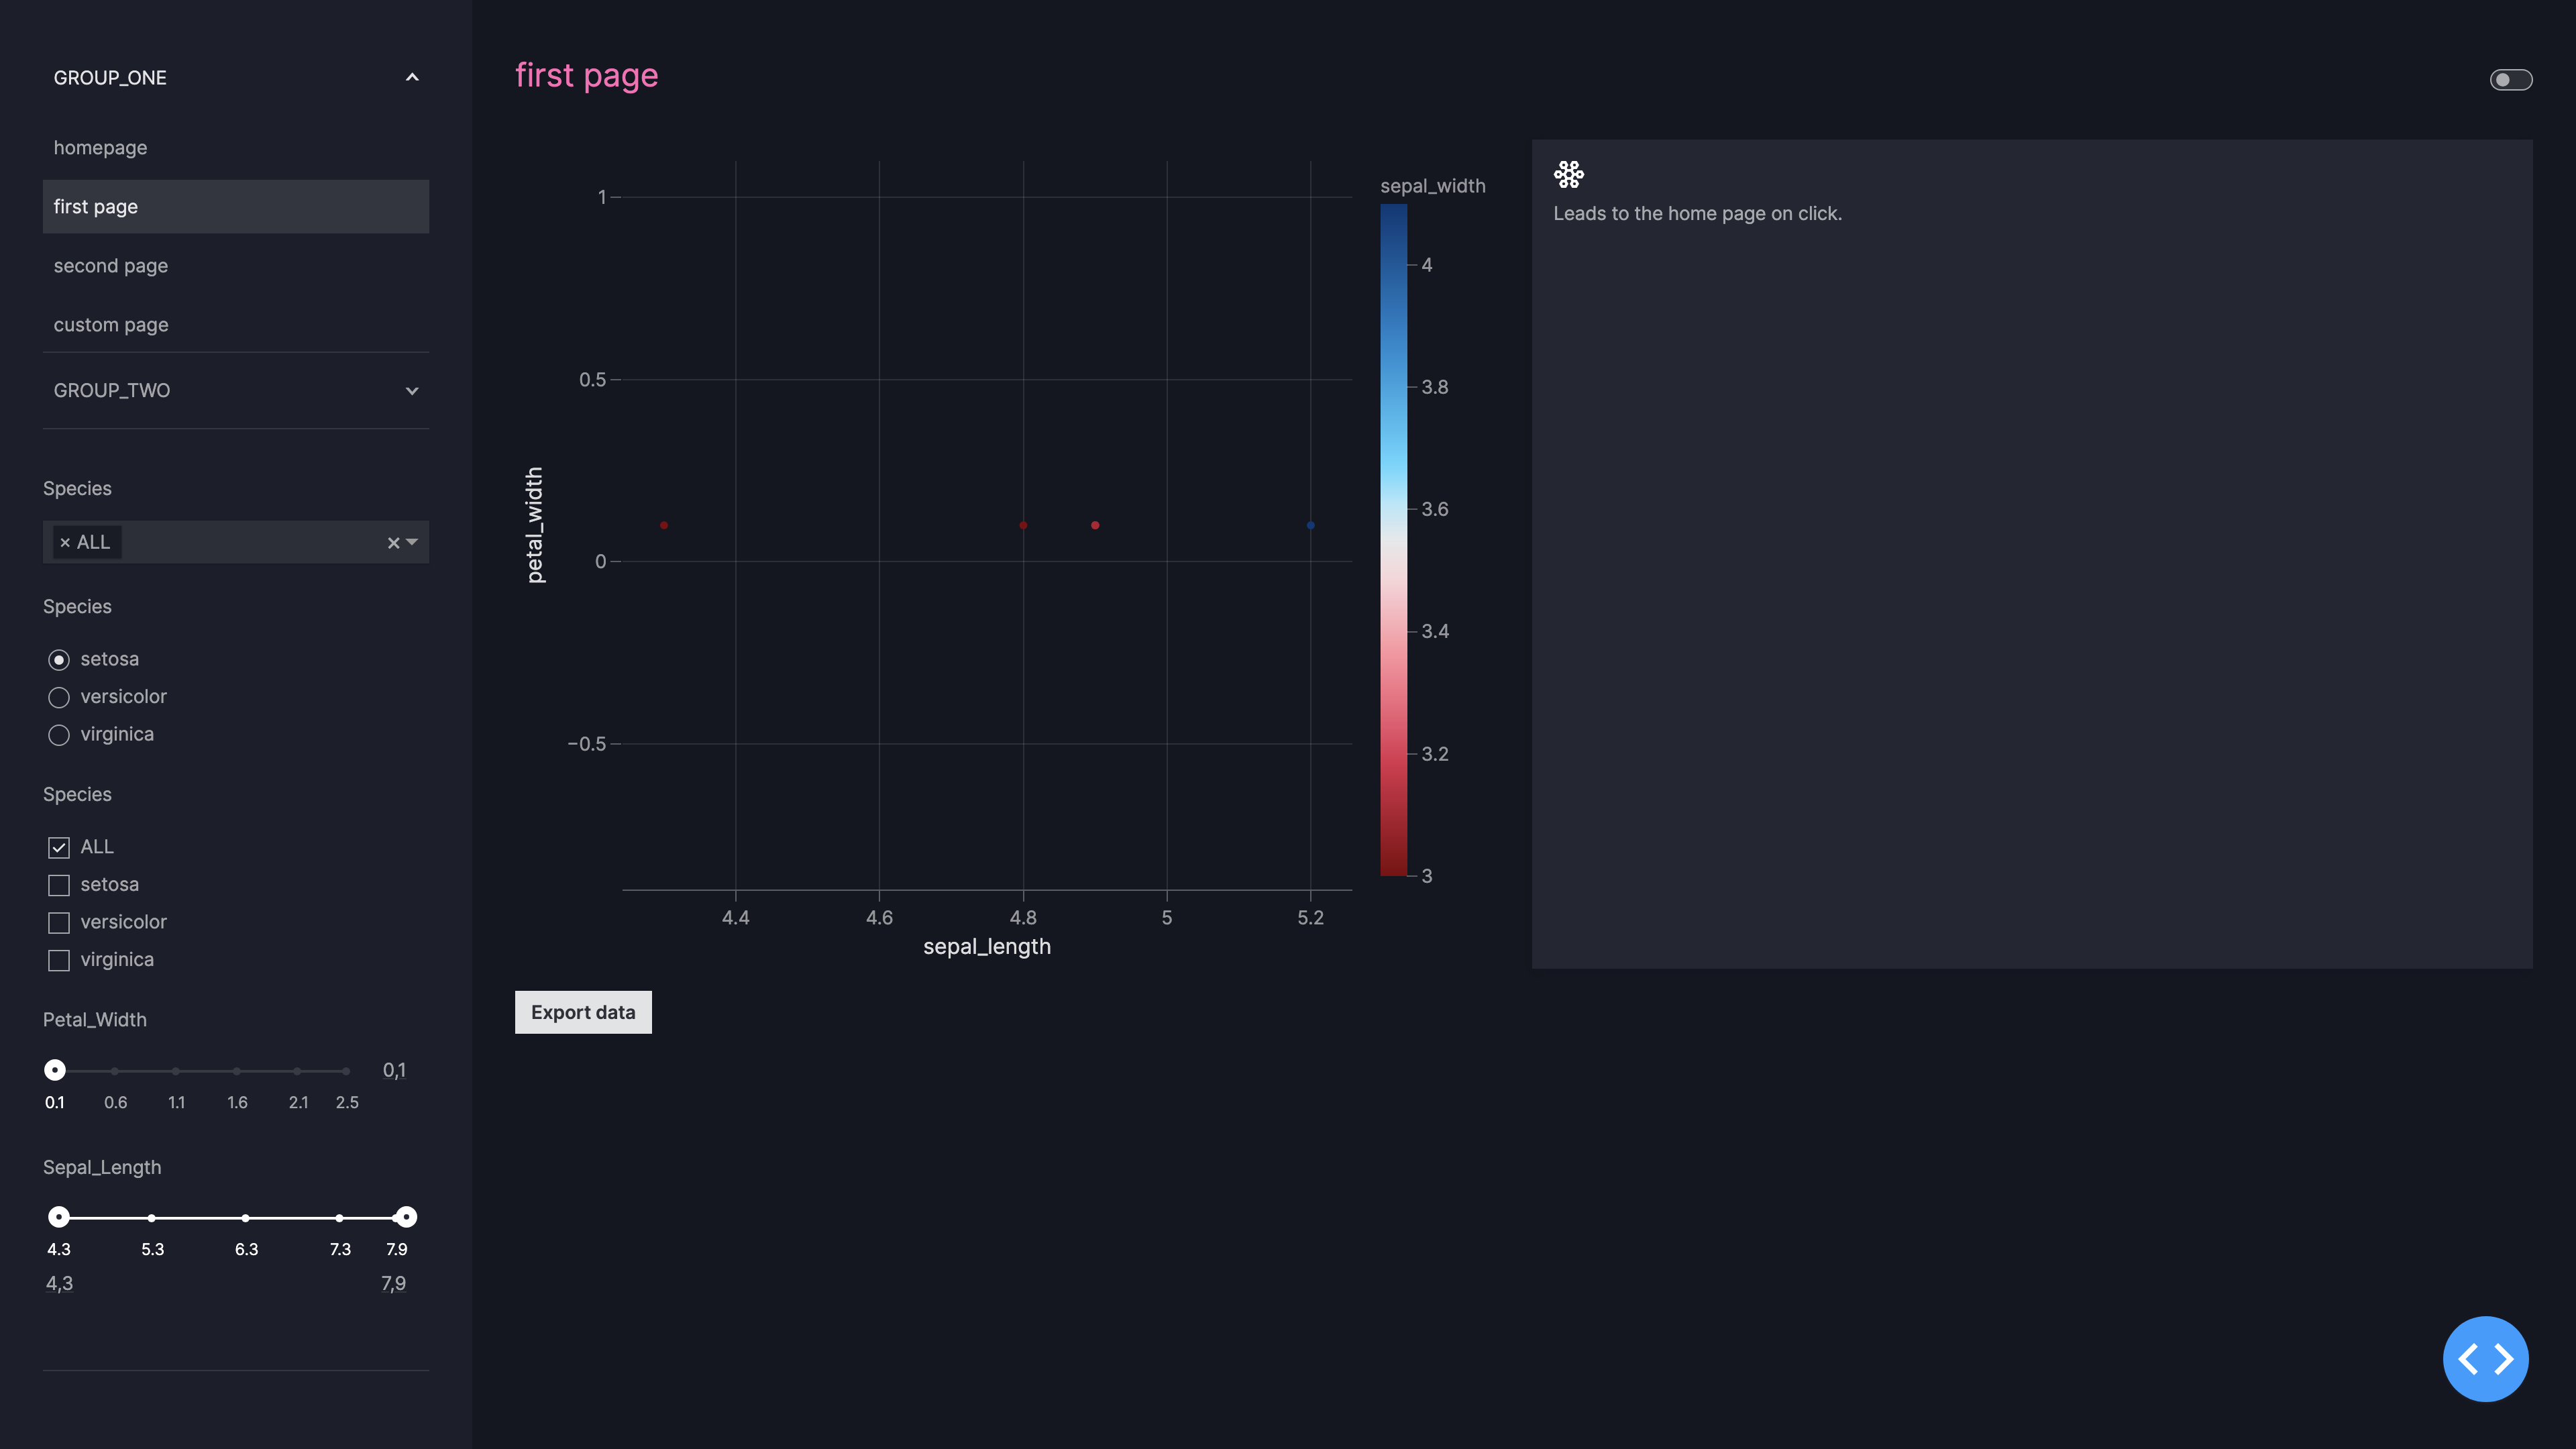 GROUP_ONE
homepage
first page
second page
custom page
GROUP_TWO
Species
× ALL
Species
setosa
versicolor
virginica
Species
ALL
setosa
versicolor
virginica
Petal_Width
0,1
0.1 0.6 1.1 1.6 2.1 2.5
Sepal_Length
4.3 5.3 6.3 7.3 7.9
4,3 7,9
first page
sepal_width
1
0.5
0
−0.5
petal_width
4.4 4.6 4.8 5 5.2
sepal_length
4
3.8
3.6
3.4
3.2
3
Leads to the home page on click.
Export data